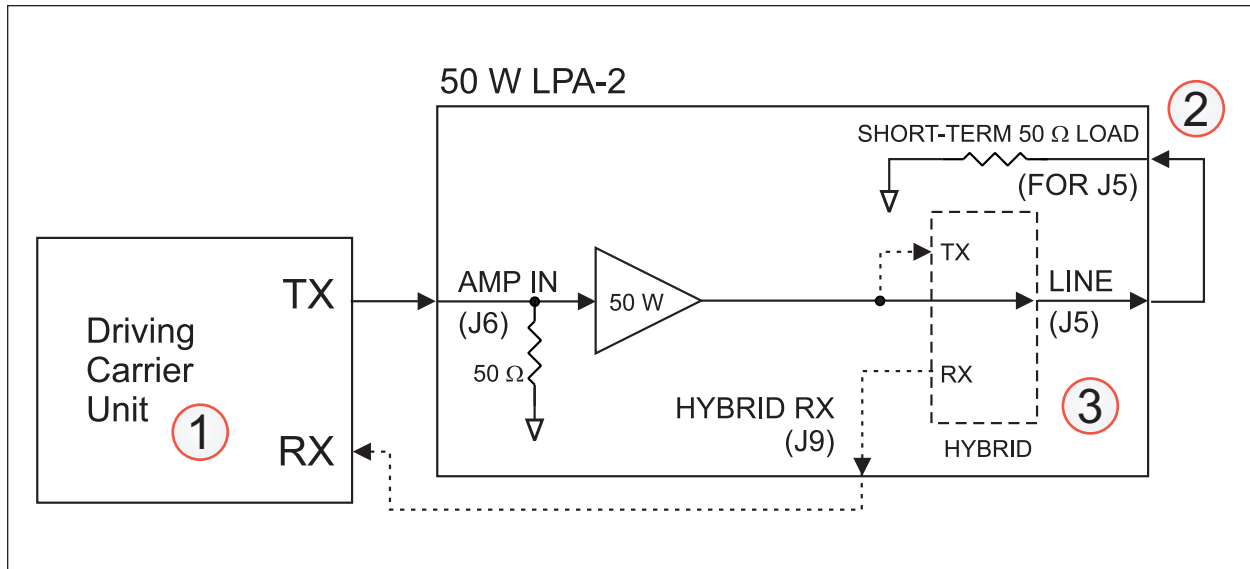 50 W LPA-2
2
SHORT-TERM 50 Ω LOAD
(FOR J5)
TX
AMP IN
(J6)
50 Ω
50 W
TX
LINE
(J5)
RX
Driving
Carrier
Unit
1
RX
HYBRID RX
(J9)
HYBRID
3